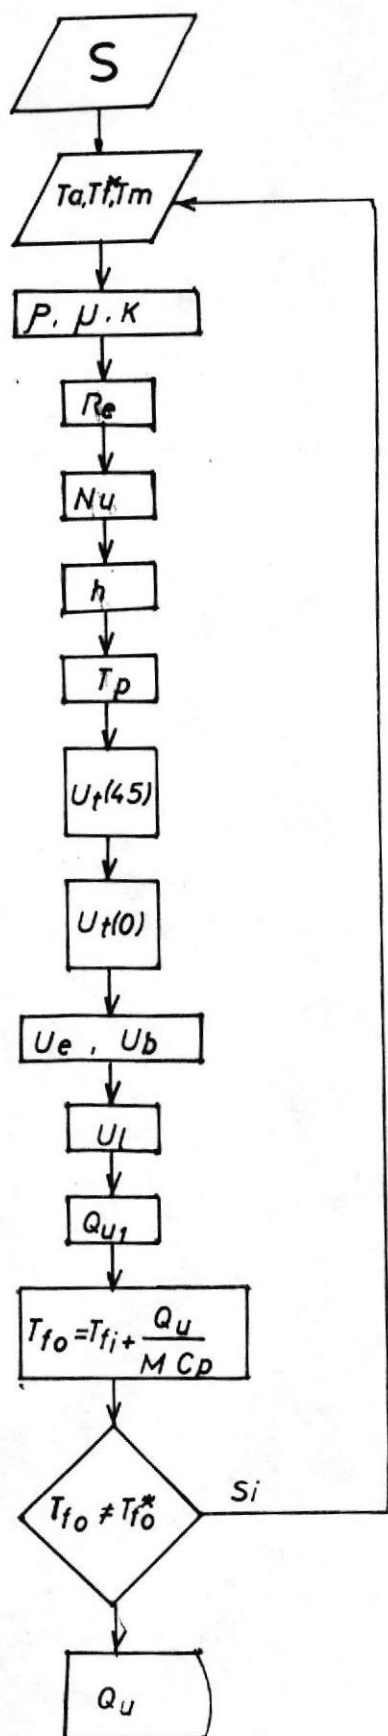 S
Ta,Tf*,Tm
ρ, μ, K
Re
Nu
h
Tp
Ut(45)
Ut(0)
Ue, Ub
Ul
Qu1
Tfo = Tfi + Qu
M Cp
Tfo ≠ Tfo*
Si
Qu